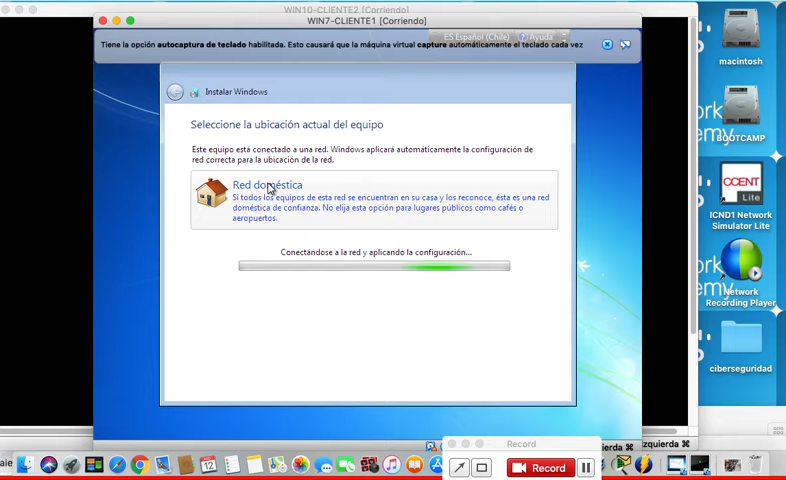 WIN10-CLIENTE2 [Corriendo]
WIN7-CLIENTE1 [Corriendo]
ES Español (Chile) Ayuda
Tiene la opción autocaptura de teclado habilitada. Esto causará que la máquina virtual capture automáticamente el teclado cada vez
Instalar Windows
Seleccione la ubicación actual del equipo
Este equipo está conectado a una red. Windows aplicará automáticamente la configuración de
red correcta para la ubicación de la red.
Red doméstica
Si todos los equipos de esta red se encuentran en su casa y los reconoce, ésta es una red
doméstica de confianza. No elija esta opción para lugares públicos como cafés o
aeropuertos.
Conectándose a la red y aplicando la configuración...
macintosh
BOOTCAMP
CCENT
Lite
ICND1 Network
Simulator Lite
Network
Recording Player
ciberseguridad
Record
Record
12